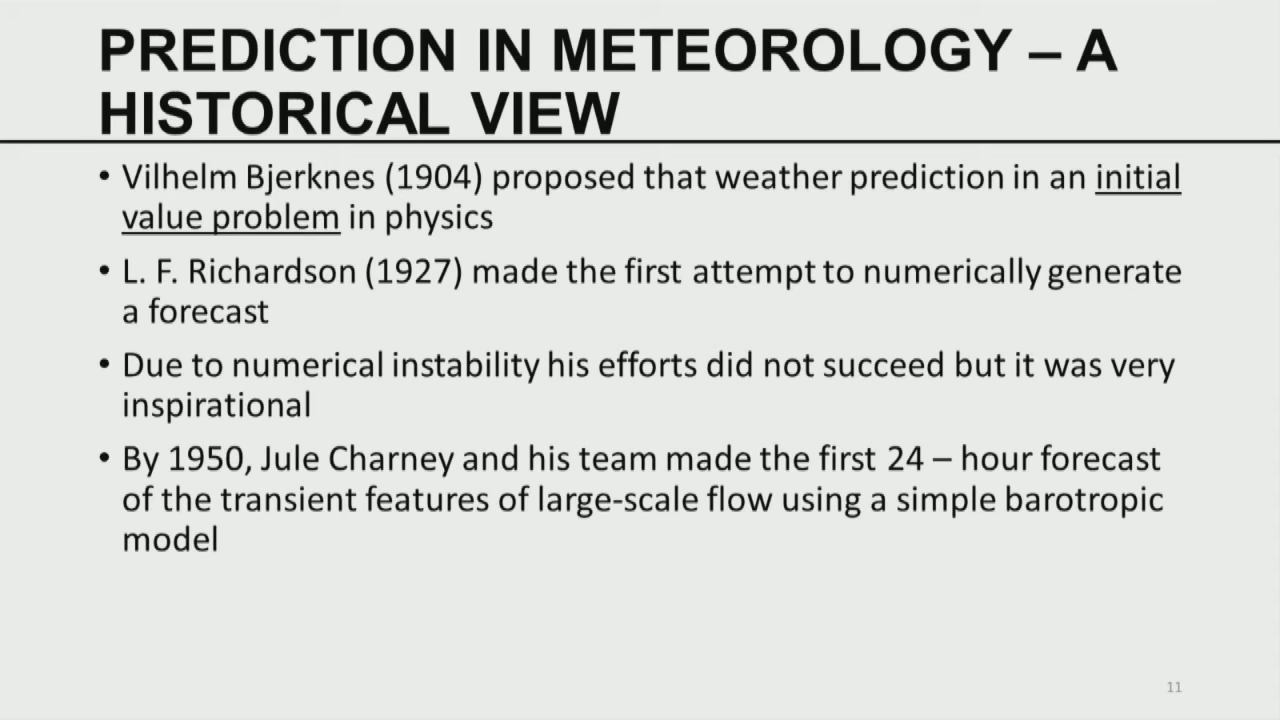 PREDICTION IN METEOROLOGY – A
HISTORICAL VIEW
• Vilhelm Bjerknes (1904) proposed that weather prediction in an initial
value problem in physics
• L. F. Richardson (1927) made the first attempt to numerically generate
a forecast
• Due to numerical instability his efforts did not succeed but it was very
inspirational
• By 1950, Jule Charney and his team made the first 24 – hour forecast
of the transient features of large-scale flow using a simple barotropic
model
11